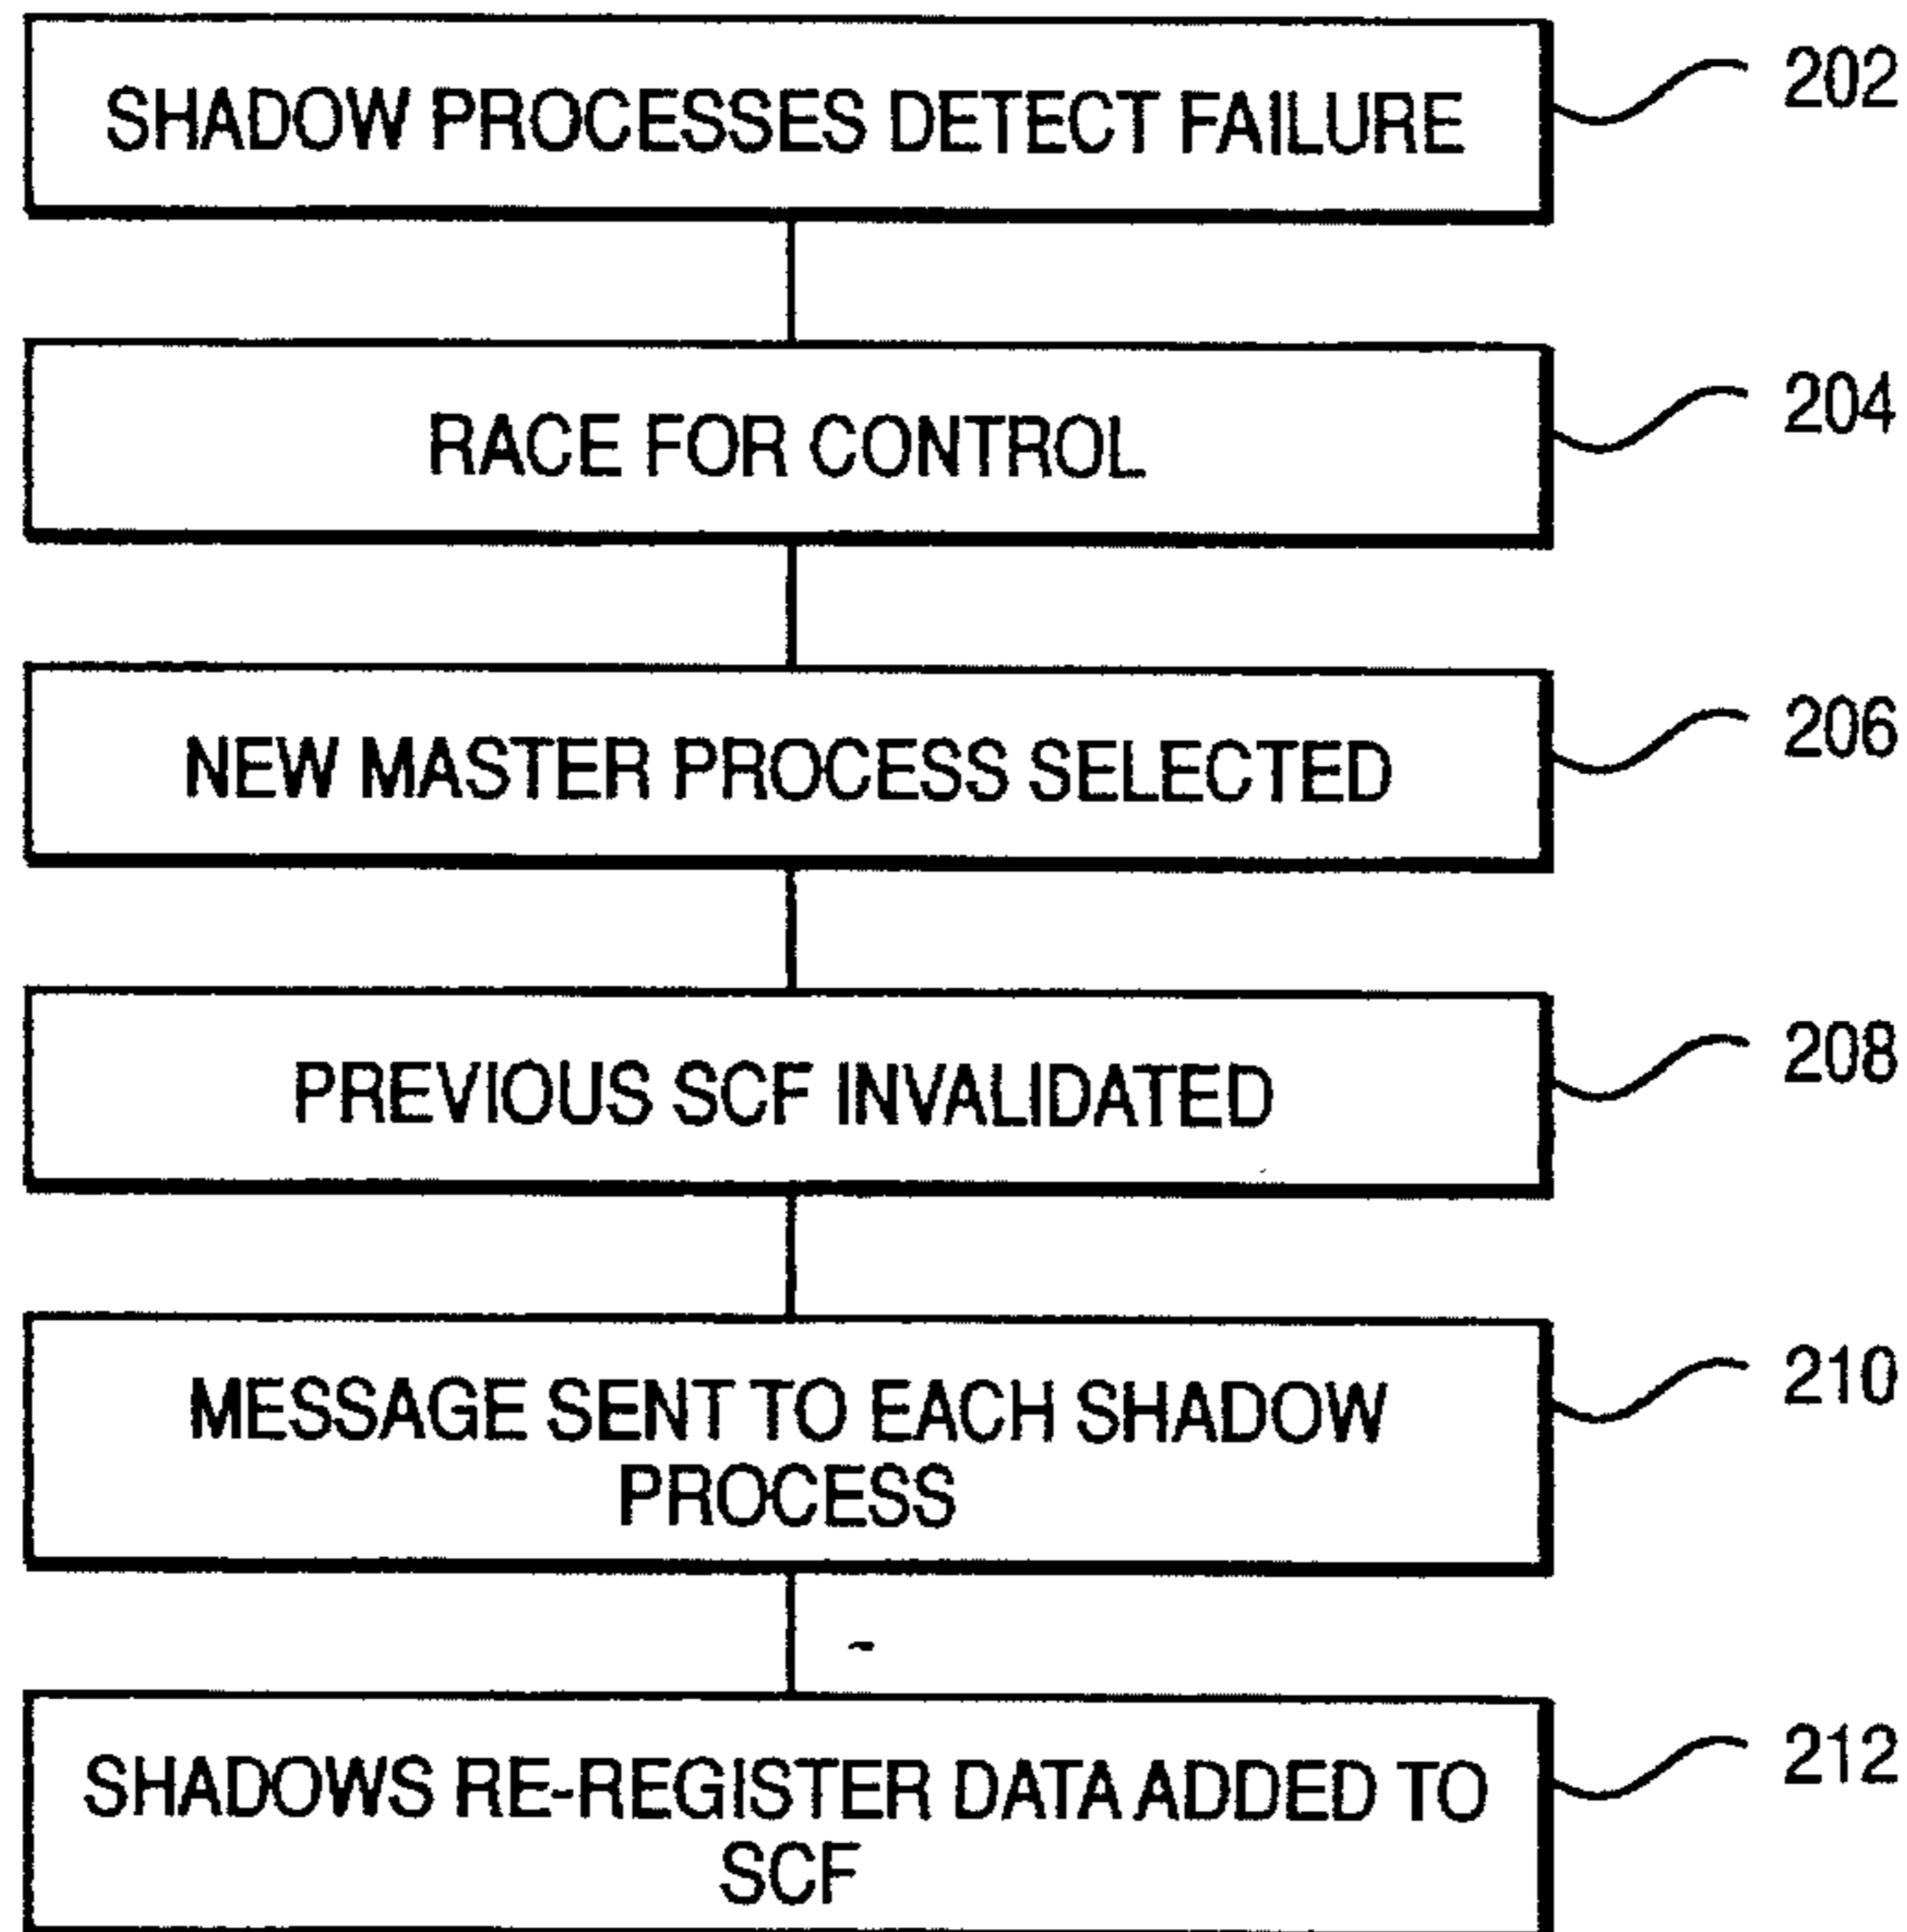 SHADOW PROCESSES DETECT FAILURE
202
RACE FOR CONTROL
204
NEW MASTER PROCESS SELECTED
206
PREVIOUS SCF INVALIDATED
208
MESSAGE SENT TO EACH SHADOW
PROCESS
210
SHADOWS RE-REGISTER DATA ADDED TO
SCF
212